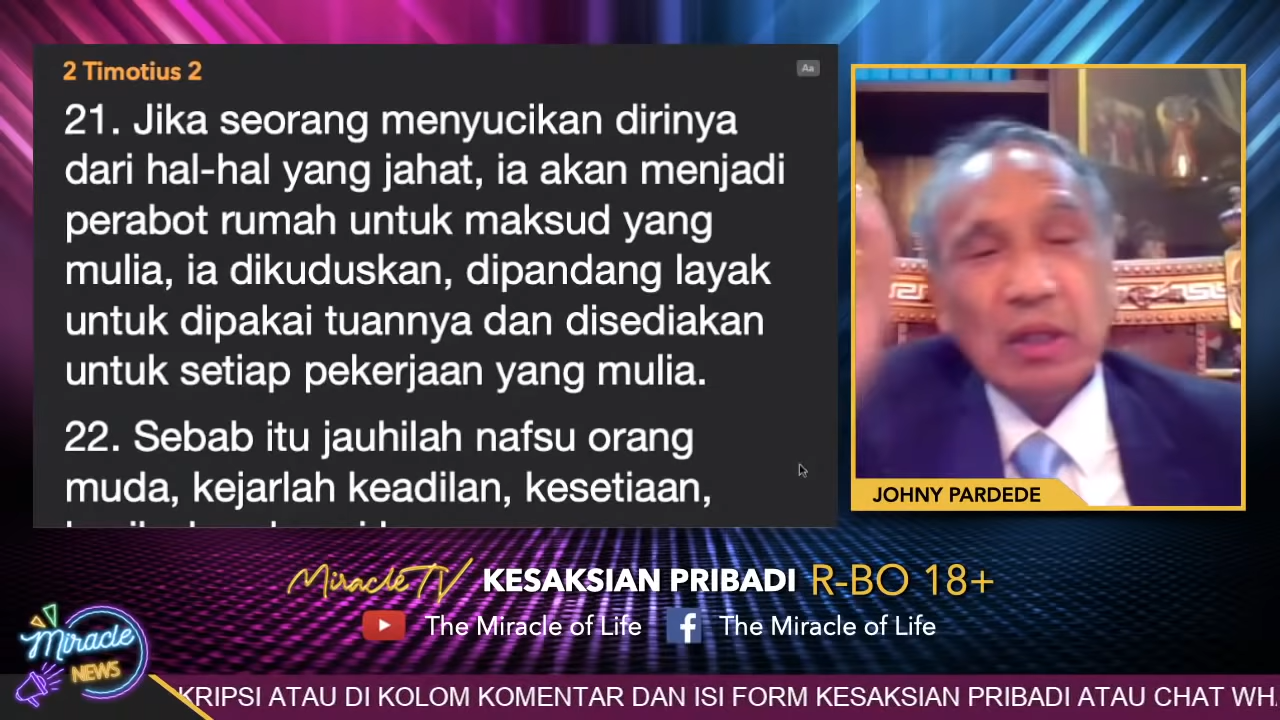 2 Timotius 2
Aa
21. Jika seorang menyucikan dirinya
dari hal-hal yang jahat, ia akan menjadi
perabot rumah untuk maksud yang
mulia, ia dikuduskan, dipandang layak
untuk dipakai tuannya dan disediakan
untuk setiap pekerjaan yang mulia.
22. Sebab itu jauhilah nafsu orang
muda, kejarlah keadilan, kesetiaan,
JOHNY PARDEDE
MiracleTV KESAKSIAN PRIBADI R-BO 18+
The Miracle of Life The Miracle of Life
Miracle
NEWS
KRIPSI ATAU DI KOLOM KOMENTAR DAN ISI FORM KESAKSIAN PRIBADI ATAU CHAT WH